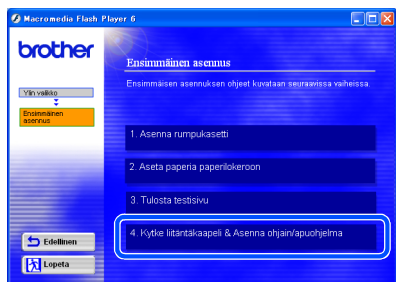 Macromedia Flash Player 6
brother
Ensimmäinen asennus
Ensimmäisen asennuksen ohjeet kuvataan seuraavissa vaiheissa.
Ylin valikko
Ensimmäinen
asennus
1. Asenna rumpukasetti
2. Aseta paperia paperilokeroon
3. Tulosta testisivu
4. Kytke liitäntäkaapeli & Asenna ohjain/apuohjelma
Edellinen
Lopeta